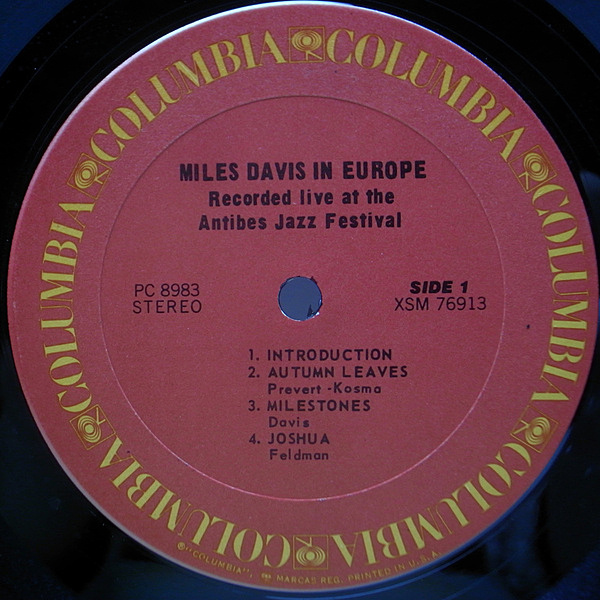 COLUMBIA COLUMBIA COLUMBIA COLUMBIA COLUMBIA COLUMBIA COLUMBIA
MILES DAVIS IN EUROPE
Recorded live at the
Antibes Jazz Festival
PC 8983
STEREO
SIDE 1
XSM 76913
1. INTRODUCTION
2. AUTUMN LEAVES
Prevert-Kosma
3. MILESTONES
Davis
4. JOSHUA
Feldman
®"COLUMBIA", MARCAS REG. PRINTED IN U.S.A.